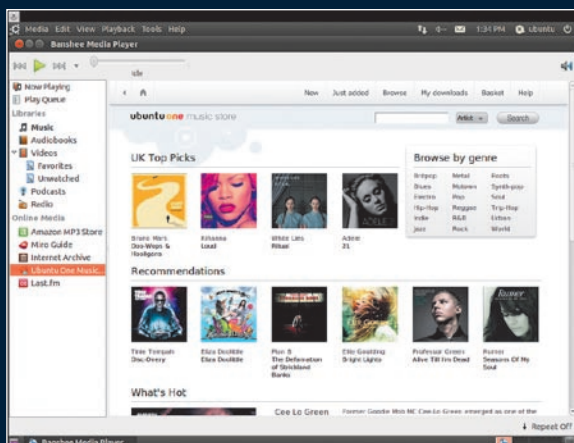 Media Edit View Playback Tools Help
1:34 PM ubuntu
Banshee Media Player
Idle
Now Playing
Play Queue
Libraries
Music
Audiobooks
Videos
Favorites
Unwatched
Podcasts
Radio
Online Media
Amazon MP3 Store
Miro Guide
Internet Archive
Ubuntu One Music...
Last.fm
New Just added Browse My downloads Basket Help
ubuntu one music store
Artist
Search
UK Top Picks
Bruno Mars
Doo-Wops & Hooligans
Rihanna
Loud
White Lies
Ritual
Adele
21
ADELE 21
Browse by genre
Britpop Metal Roots
Blues Motown Synth-pop
Electro Pop Soul
Hip-Hop Reggae Trip-Hop
Indie R&B Urban
Jazz Rock World
Recommendations
Tinie Tempah
Disc-Overy
Eliza Doolittle
Eliza Doolittle
Plan B
The Defamation
of Strickland
Banks
Ellie Goulding
Bright Lights
Professor Green
Alive Till I'm Dead
Rumer
Seasons Of My
Soul
What's Hot
Cee Lo Green
Former Goodie Mob MC Cee-Lo Green emerged as one of the
Repeat Off
Banshee Media Player